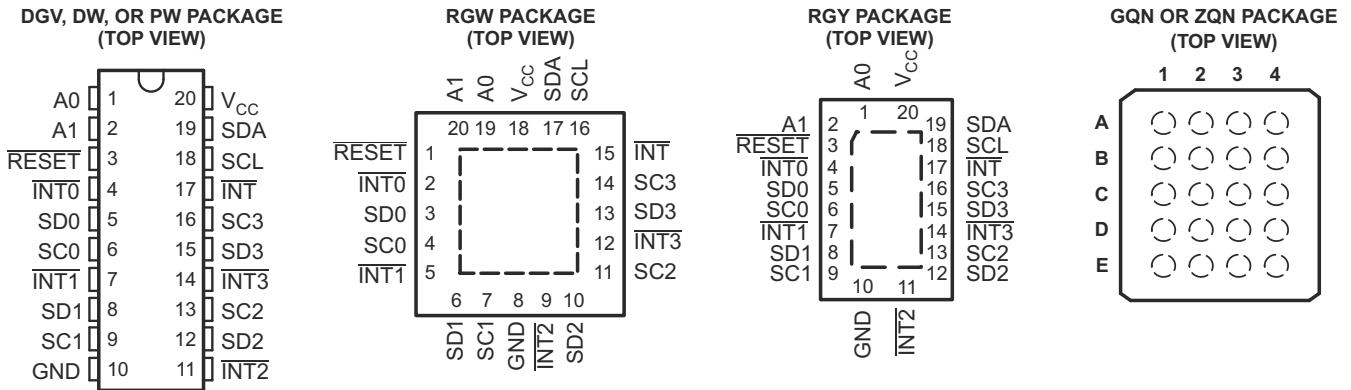 DGV, DW, OR PW PACKAGE
(TOP VIEW)
A0 1 20 VCC
A1 2 19 SDA
RESET 3 18 SCL
INT0 4 17 INT
SD0 5 16 SC3
SC0 6 15 SD3
INT1 7 14 INT3
SD1 8 13 SC2
SC1 9 12 SD2
GND 10 11 INT2
RGW PACKAGE
(TOP VIEW)
A1 A0 VCC SDA SCL
20 19 18 17 16
RESET 1 15 INT
INT0 2 14 SC3
SD0 3 13 SD3
SC0 4 12 INT3
INT1 5 11 SC2
6 7 8 9 10
SD1 SC1 GND INT2 SD2
RGY PACKAGE
(TOP VIEW)
A0 VCC
1 20
A1 2 19 SDA
RESET 3 18 SCL
INT0 4 17 INT
SD0 5 16 SC3
SC0 6 15 SD3
INT1 7 14 INT3
SD1 8 13 SC2
SC1 9 12 SD2
10 11
GND INT2
GQN OR ZQN PACKAGE
(TOP VIEW)
1 2 3 4
A
B
C
D
E